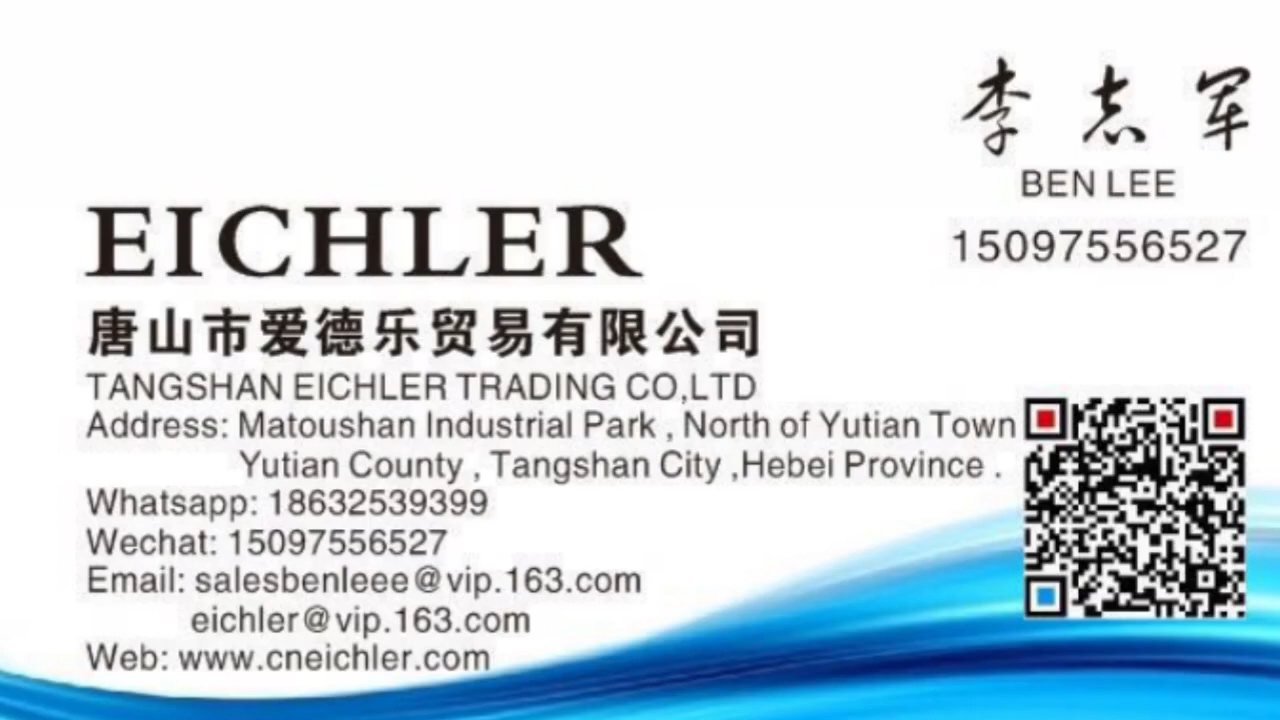 李志军
BEN LEE
15097556527
EICHLER
唐山市爱德乐贸易有限公司
TANGSHAN EICHLER TRADING CO,LTD
Address: Matoushan Industrial Park , North of Yutian Town
Yutian County , Tangshan City ,Hebei Province .
Whatsapp: 18632539399
Wechat: 15097556527
Email: salesbenleee@vip.163.com
eichler@vip.163.com
Web: www.cneichler.com